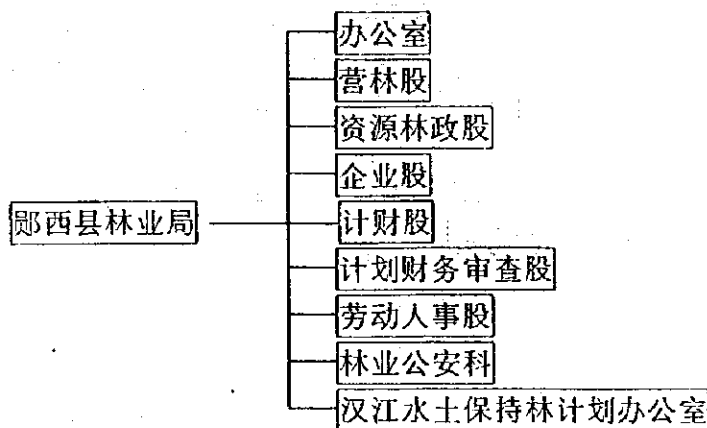 办公室
营林股
资源林政股
企业股
郧西县林业局
计财股
计划财务审查股
劳动人事股
林业公安科
汉江水土保持林计划办公室